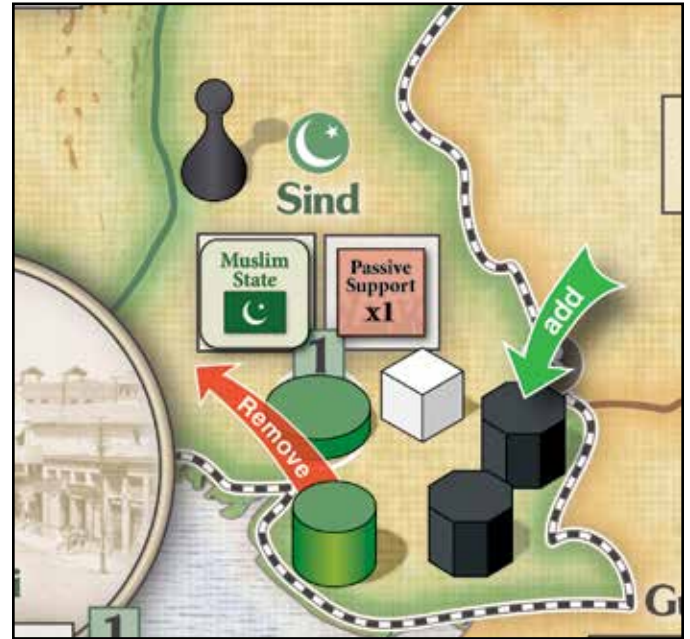 Sind
Muslim
State
Passive
Support
x1
add
1
Remove
i
G
1